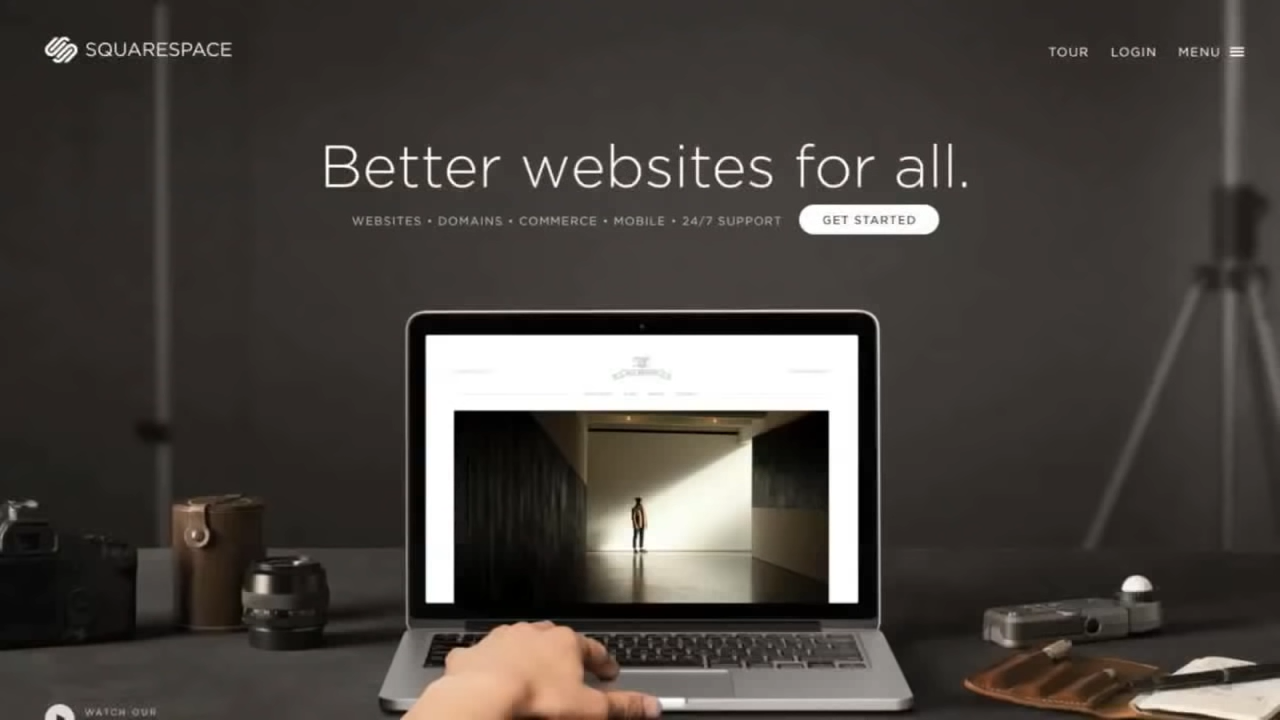 SQUARESPACE
TOUR LOGIN MENU
Better websites for all.
WEBSITES • DOMAINS • COMMERCE • MOBILE • 24/7 SUPPORT
GET STARTED
WATCH OUR